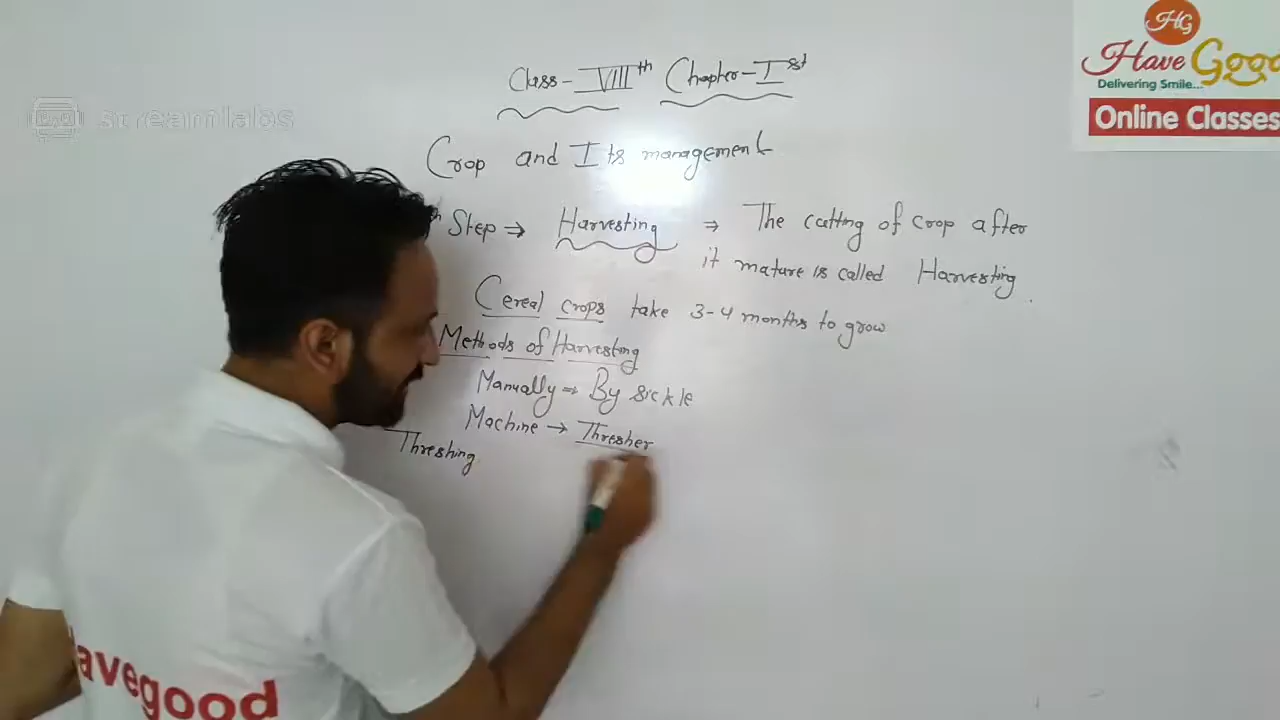 Class - VIIIth Chapter - Ist
Crop and Its management
Step → Harvesting ⇒ The cutting of crop after
it mature is called Harvesting.
Cereal crops take 3-4 months to grow
Methods of Harvesting
Manually → By sickle
Machine → Thresher
Threshing
HG
Have Good
Delivering Smile...
Online Classes
streamlabs
avegood